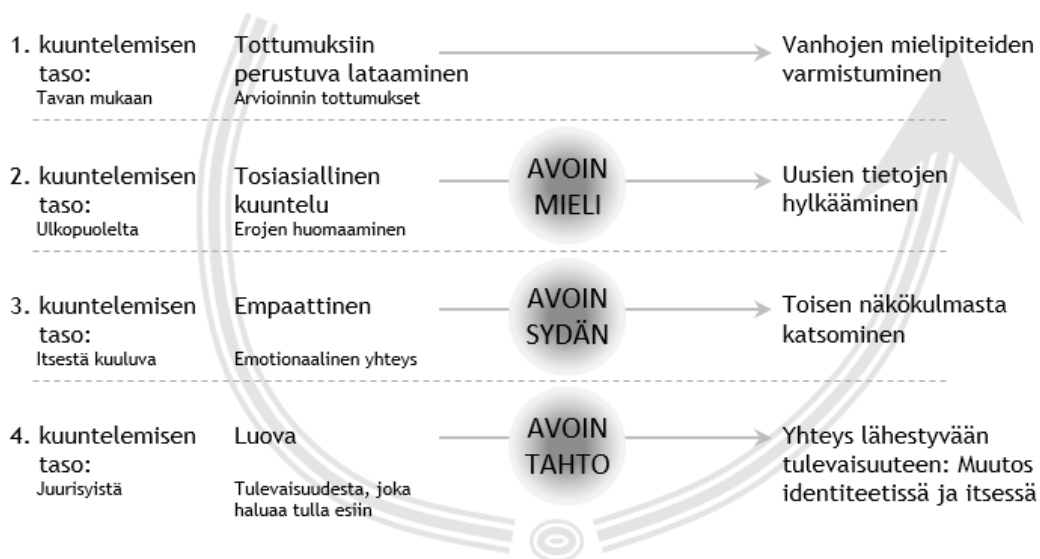 1. kuuntelemisen
taso:
Tavan mukaan
Tottumuksiin
perustuva lataaminen
Arvioinnin tottumukset
Vanhojen mielipiteiden
varmistuminen
2. kuuntelemisen
taso:
Ulkopuolelta
Tosiasiallinen
kuuntelu
Erojen huomaaminen
AVOIN
MIELI
Uusien tietojen
hylkääminen
3. kuuntelemisen
taso:
Itsestä kuuluva
Empaattinen
Emotionaalinen yhteys
AVOIN
SYDÄN
Toisen näkökulmasta
katsominen
4. kuuntelemisen
taso:
Juurisyistä
Luova
Tulevaisuudesta, joka
haluaa tulla esiin
AVOIN
TAHTO
Yhteys lähestyvään
tulevaisuuteen: Muutos
identiteetissä ja itsessä